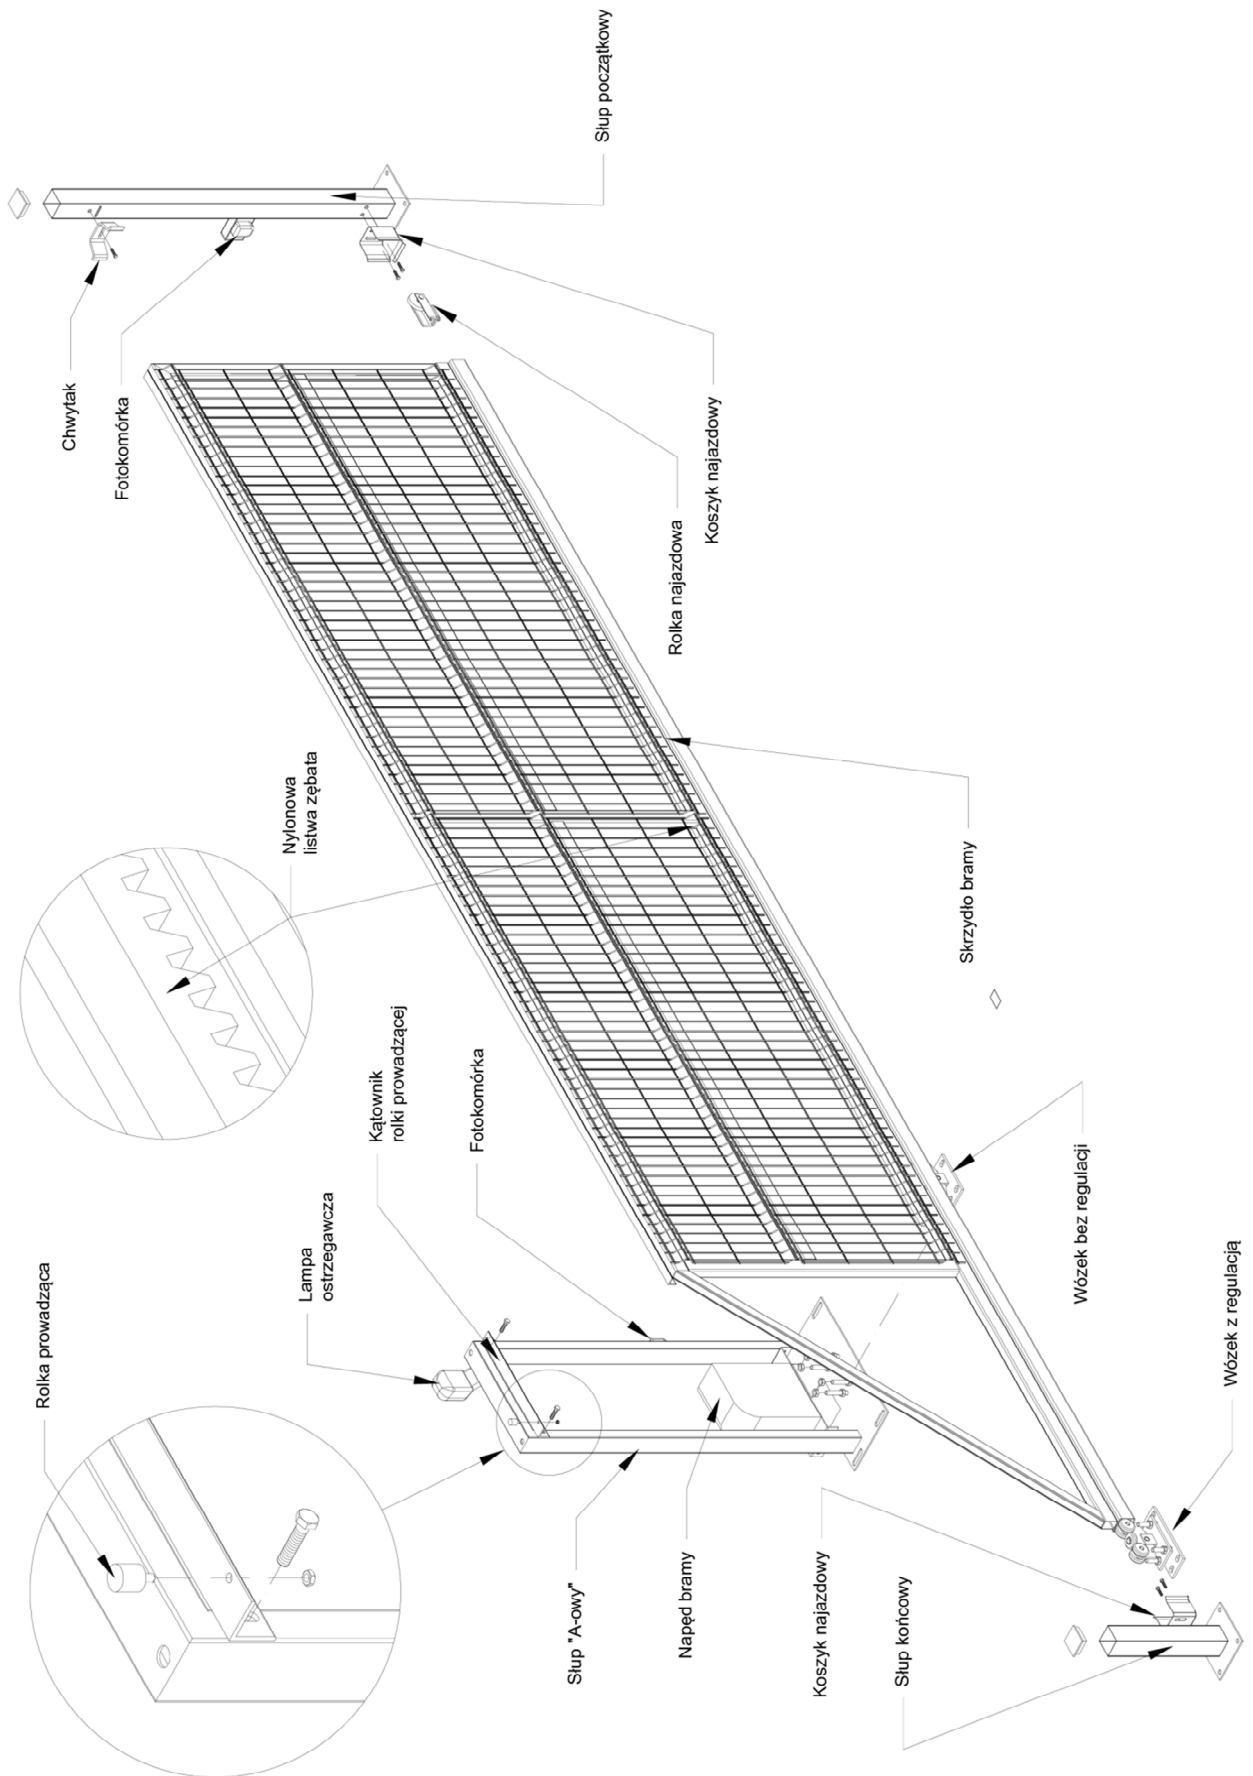 Rolka prowadząca
Lampa
ostrzegawcza
Kątownik
rolki prowadzącej
Fotokomórka
Nylonowa
listwa zębata
Chwytak
Fotokomórka
Słup początkowy
Koszyk najazdowy
Rolka najazdowa
Skrzydło bramy
Wózek bez regulacji
Wózek z regulacją
Słup "A-owy"
Napęd bramy
Koszyk najazdowy
Słup końcowy